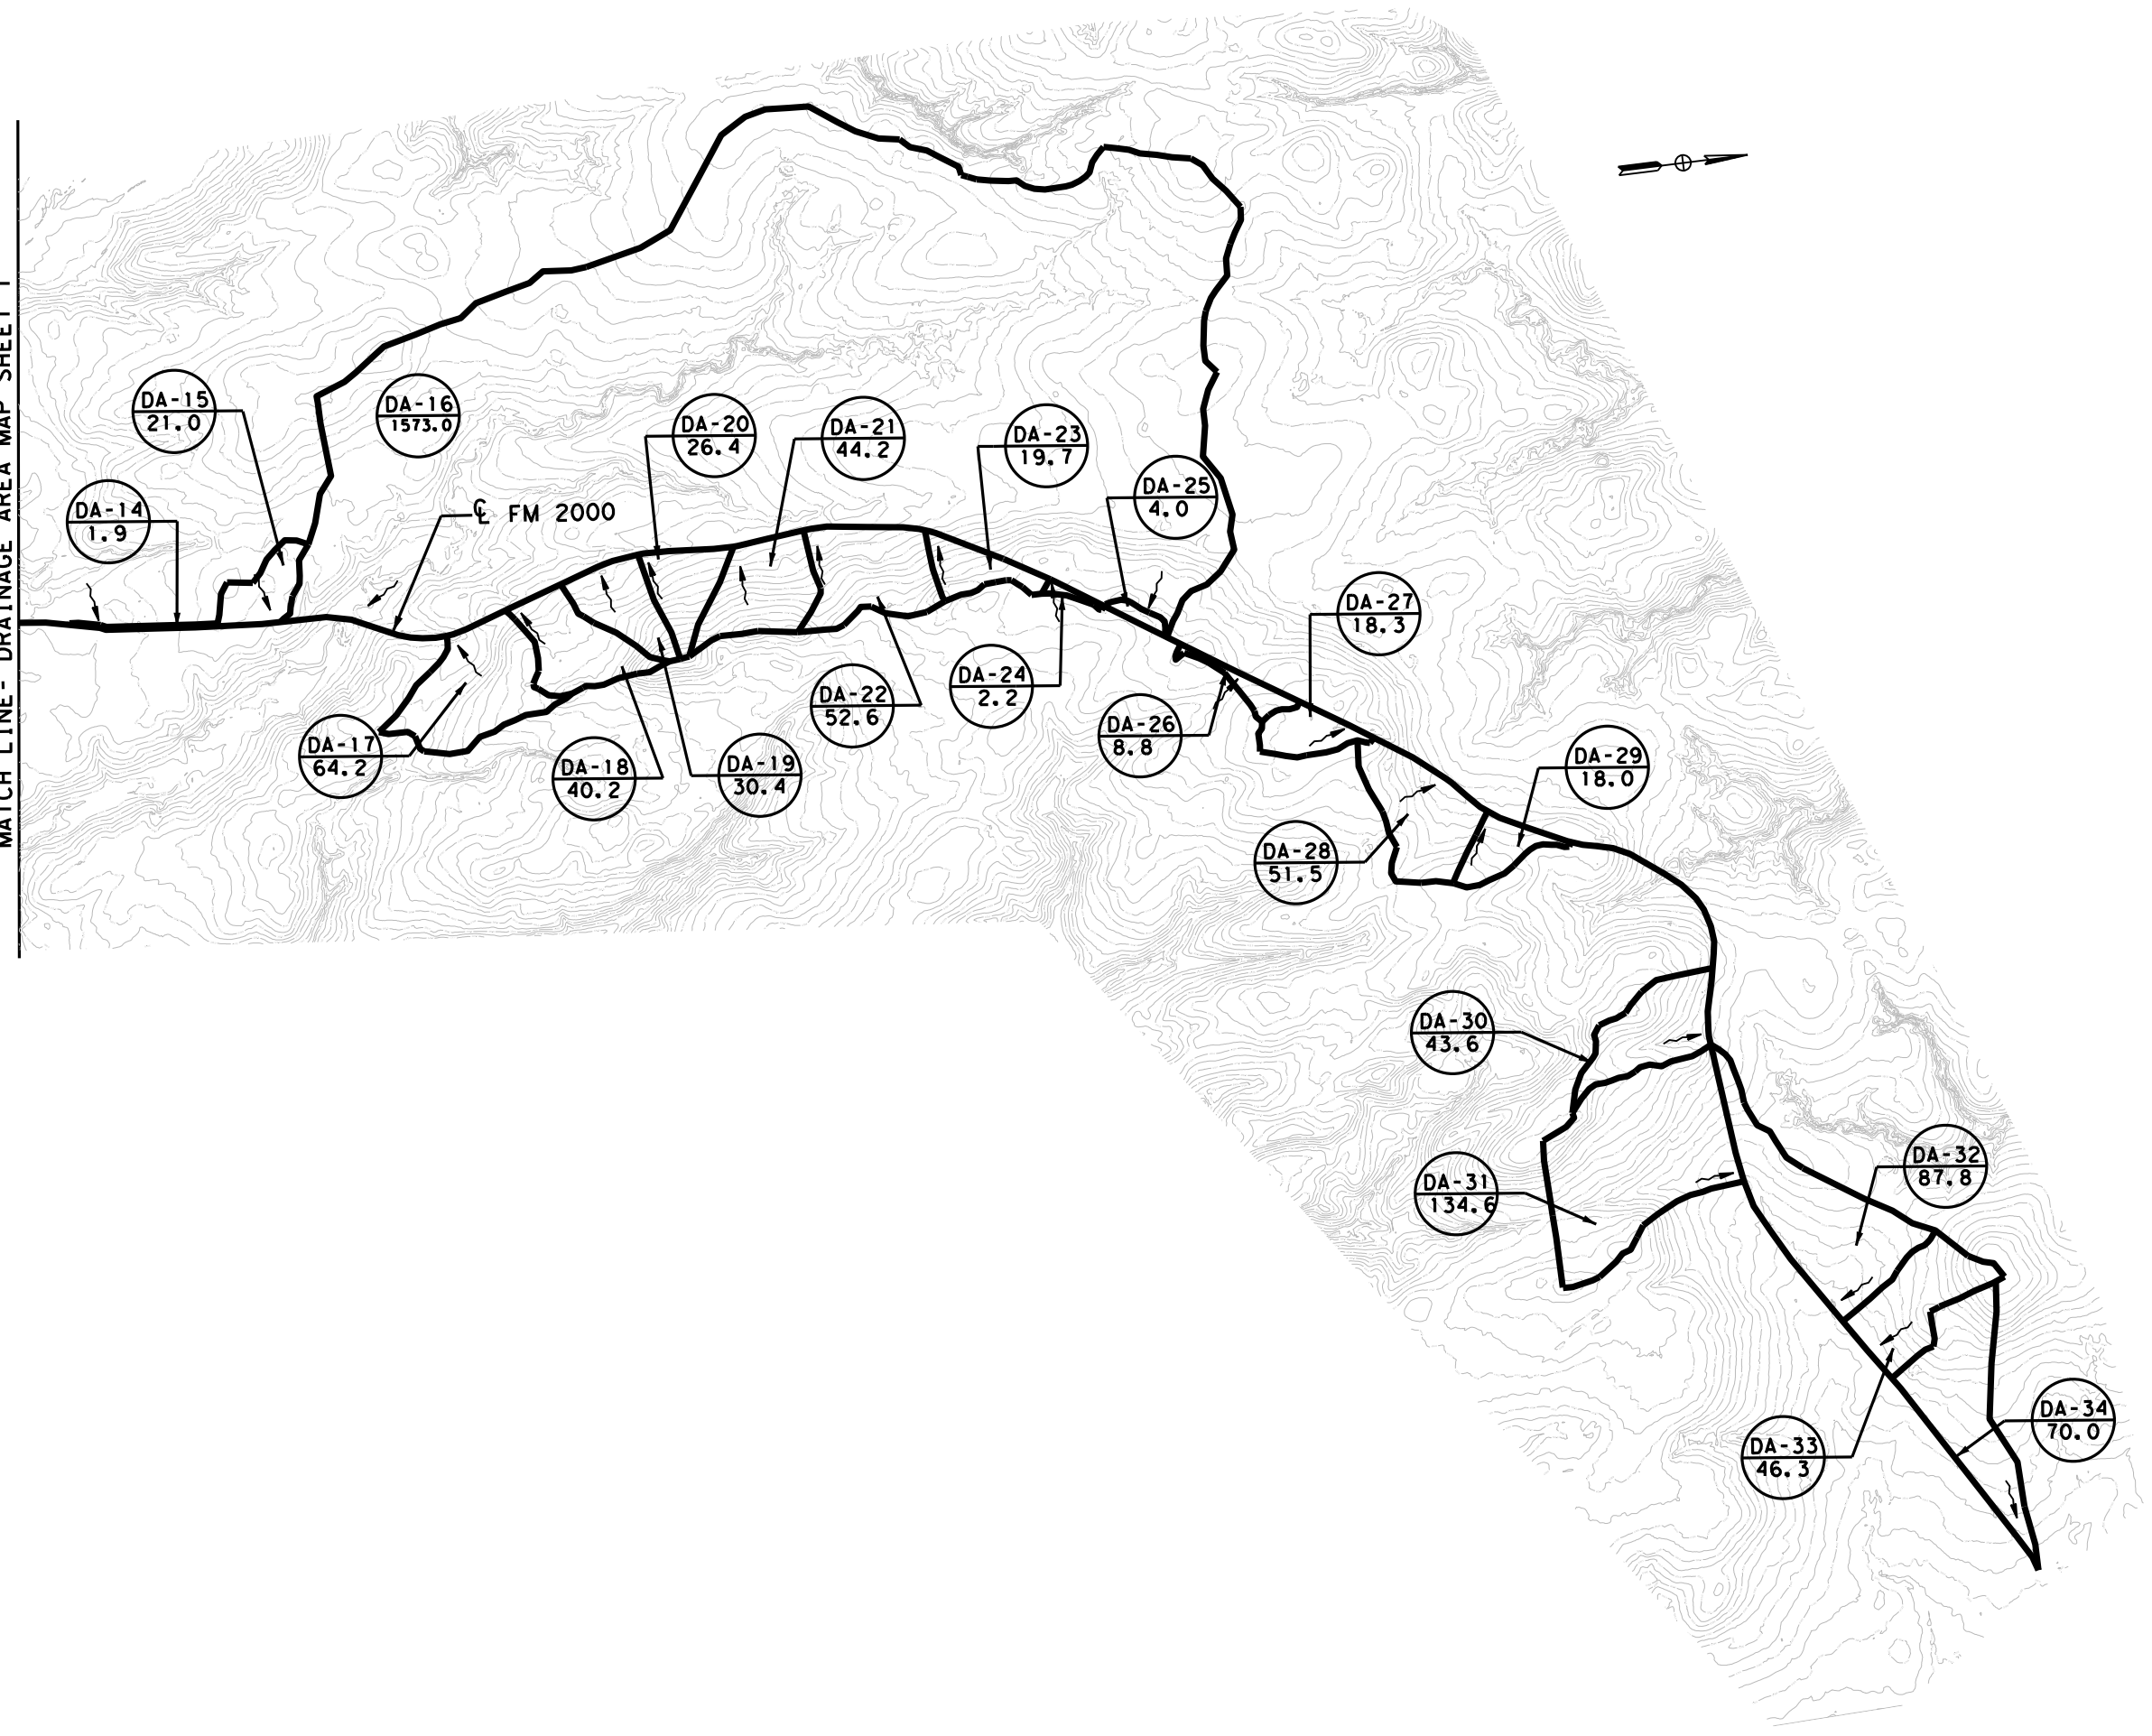 MATCH LINE- DRAINAGE AREA MAP SHEET
DA-15
21.0
DA-16
1573.0
DA-14
1.9
℄ FM 2000
DA-20
26.4
DA-21
44.2
DA-23
19.7
DA-25
4.0
DA-27
18.3
DA-17
64.2
DA-18
40.2
DA-19
30.4
DA-22
52.6
DA-24
2.2
DA-26
8.8
DA-29
18.0
DA-28
51.5
DA-30
43.6
DA-31
134.6
DA-32
87.8
DA-33
46.3
DA-34
70.0